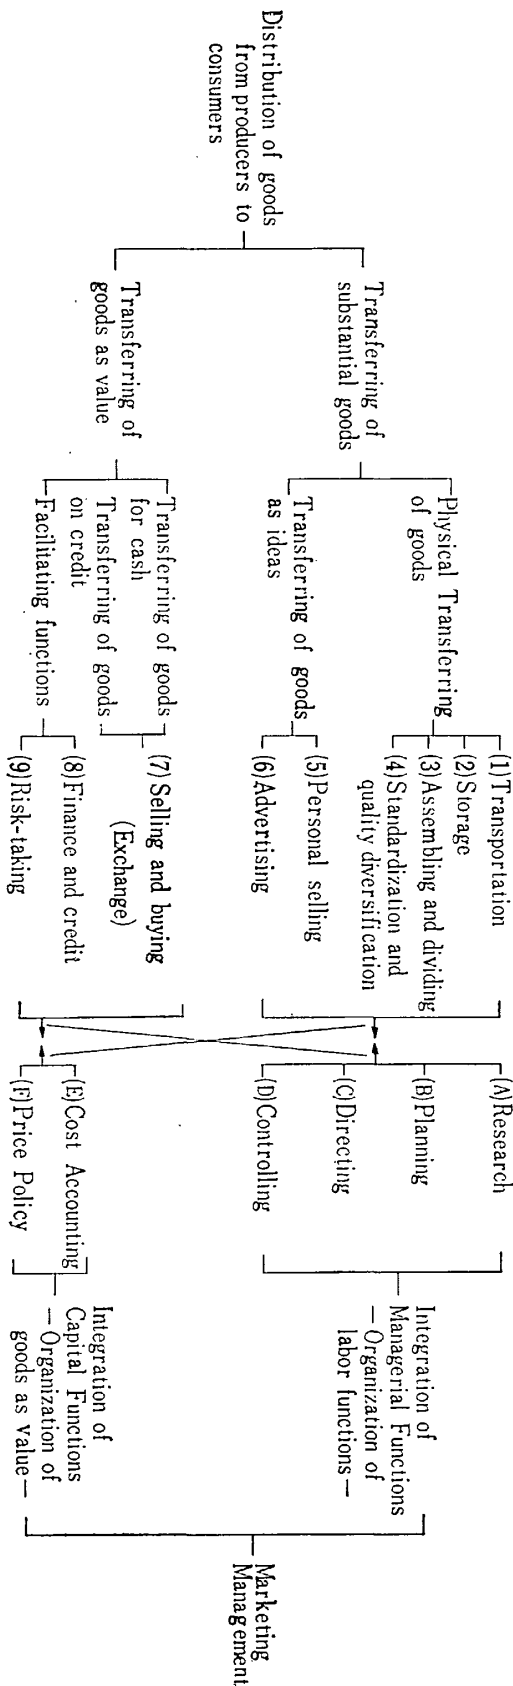 Distribution of goods
from producers to
consumers
Transferring of
substantial goods
Transferring of
goods as value
Physical Transferring
of goods
Transferring of goods
as ideas
Transferring of goods
for cash
Transferring of goods
on credit
Facilitating functions
(1) Transportation
(2) Storage
(3) Assembling and dividing
(4) Standardization and
quality diversification
(5) Personal selling
(6) Advertising
(7) Selling and buying
(Exchange)
(8) Finance and credit
(9) Risk-taking
(A) Research
(B) Planning
(C) Directing
(D) Controlling
(E) Cost Accounting
(F) Price Policy
Integration of
Managerial Functions
— Organization of
labor functions —
Integration of
Capital Functions
— Organization of
goods as value —
Marketing
Management